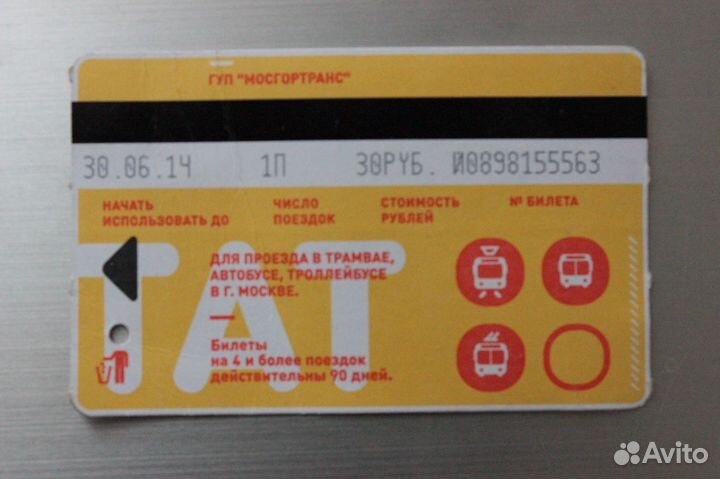 ГУП "МОСГОРТРАНС"
30.06.14 1П 30РУБ. И0898155563
НАЧАТЬ ИСПОЛЬЗОВАТЬ ДО
ЧИСЛО ПОЕЗДОК
СТОИМОСТЬ РУБЛЕЙ
№ БИЛЕТА
ТАТ
ДЛЯ ПРОЕЗДА В ТРАМВАЕ,
АВТОБУСЕ, ТРОЛЛЕЙБУСЕ
В Г. МОСКВЕ.
Билеты
на 4 и более поездок
действительны 90 дней.
Avito